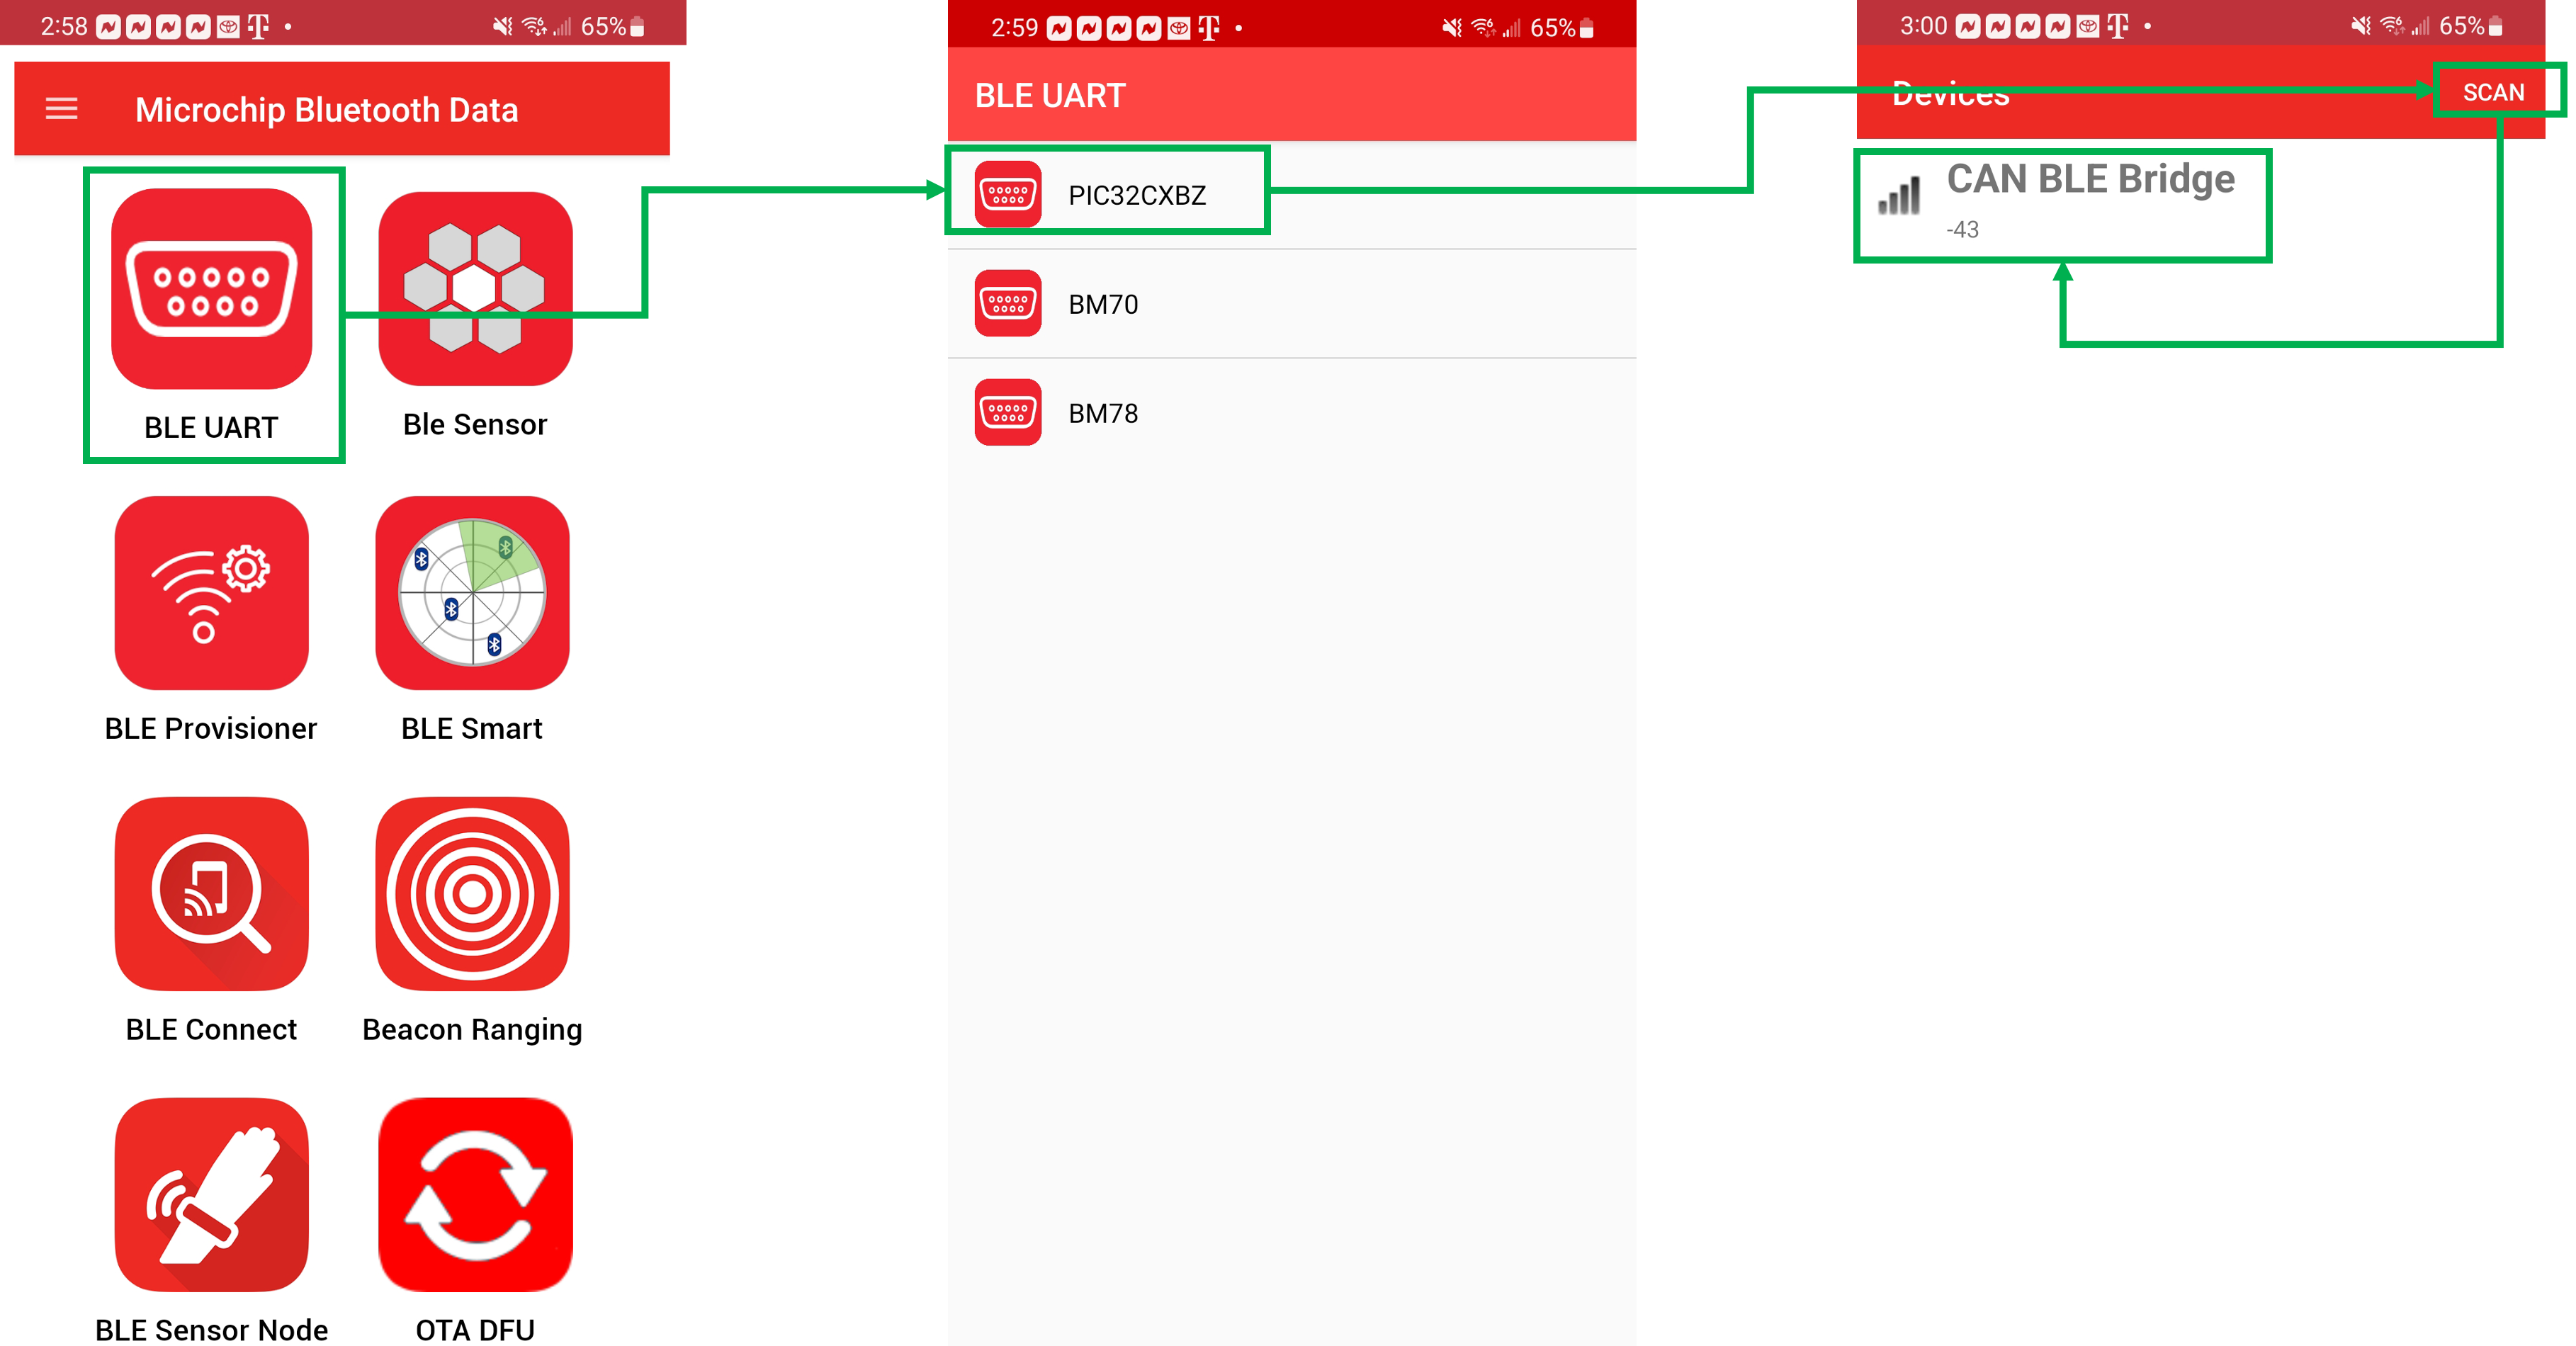 2:58
65%
Microchip Bluetooth Data
BLE UART
Ble Sensor
BLE Provisioner
BLE Smart
BLE Connect
Beacon Ranging
BLE Sensor Node
OTA DFU
2:59
65%
BLE UART
PIC32CXBZ
BM70
BM78
3:00
65%
Devices
SCAN
CAN BLE Bridge
-43